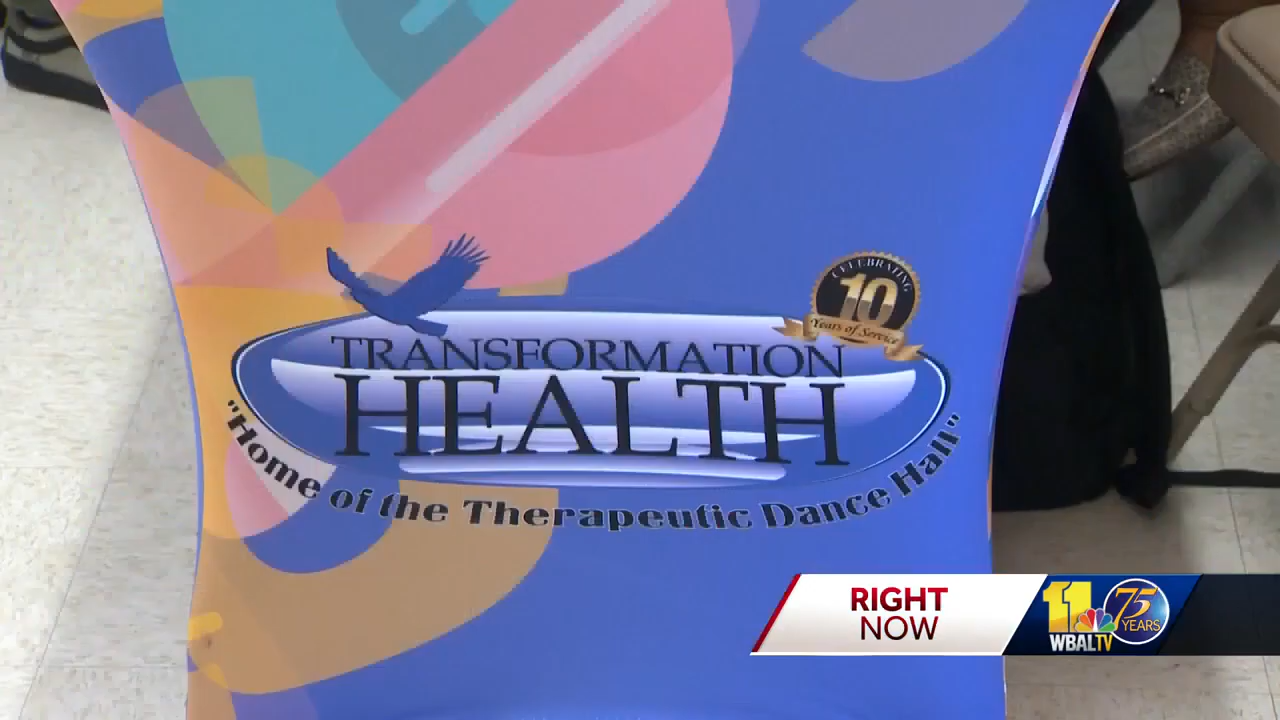 CELEBRATING
10
Years of Service
TRANSFORMATION
HEALTH
"Home of the Therapeutic Dance Hall"
RIGHT
NOW
11
75
YEARS
WBALTV